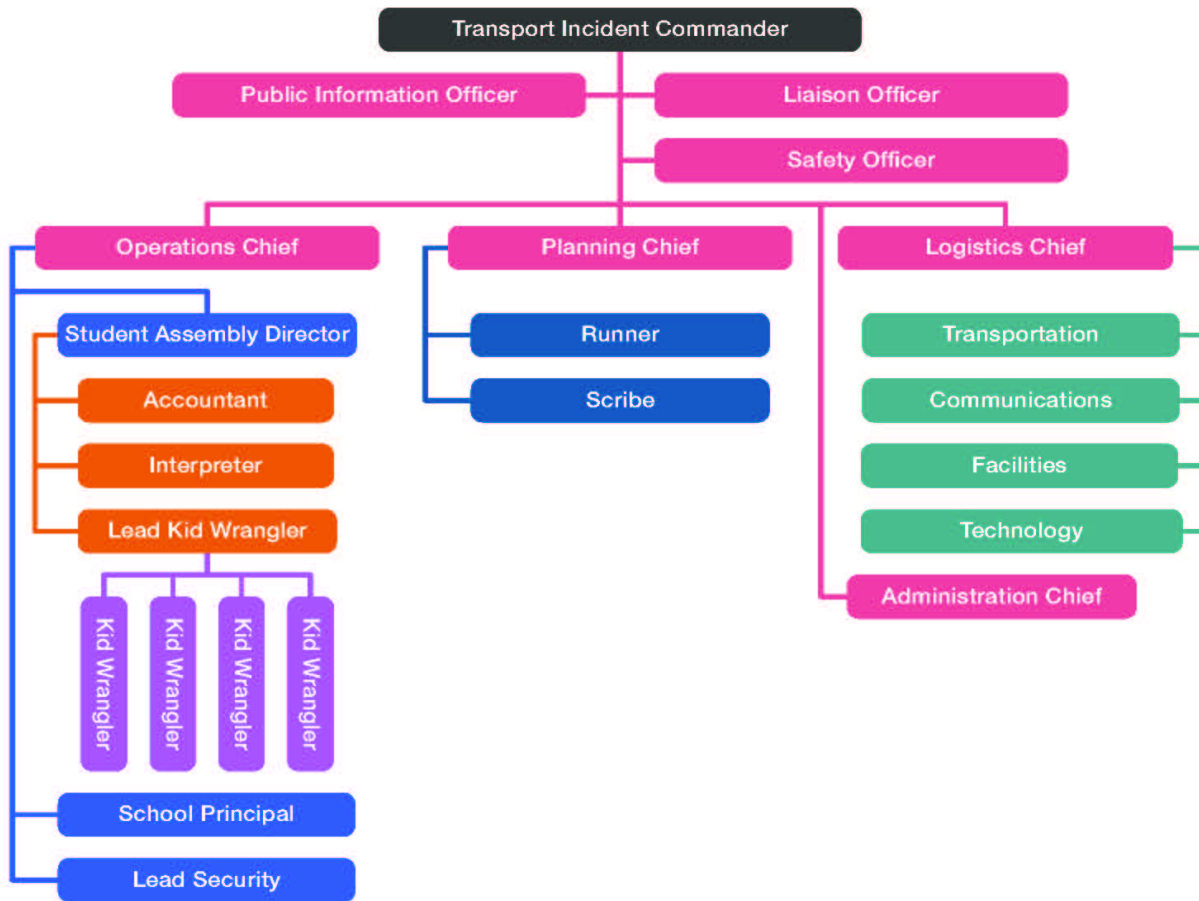 Transport Incident Commander
Public Information Officer
Liaison Officer
Safety Officer
Operations Chief
Planning Chief
Logistics Chief
Student Assembly Director
Accountant
Interpreter
Lead Kid Wrangler
Kid Wrangler
Kid Wrangler
Kid Wrangler
Kid Wrangler
School Principal
Lead Security
Runner
Scribe
Transportation
Communications
Facilities
Technology
Administration Chief